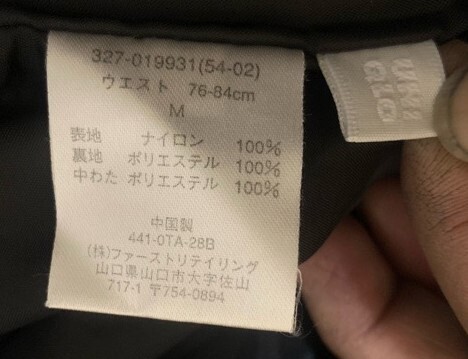 327-019931(54-02)
ウエスト 76-84cm
M
表地 ナイロン 100%
裏地 ポリエステル 100%
中わた ポリエステル 100%
中国製
441-0TA-28B
(株)ファーストリテイリング
山口県山口市大字佐山
717-1 〒754-0894